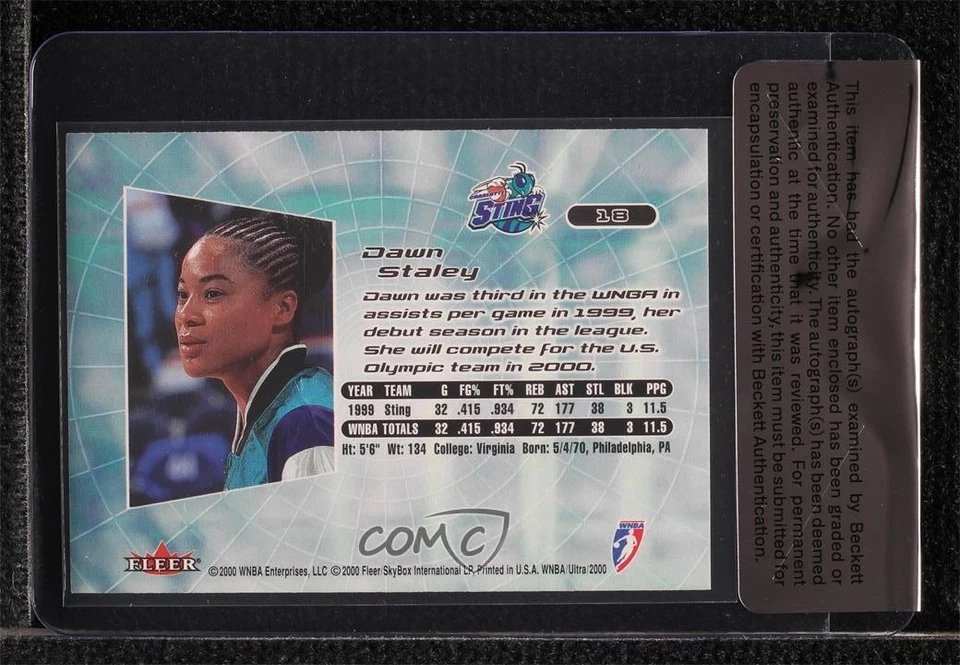 CHARLOTTE
STING
18
Dawn
Staley
Dawn was third in the WNBA in
assists per game in 1999, her
debut season in the league.
She will compete for the U.S.
Olympic team in 2000.
YEAR TEAM G FG% FT% REB AST STL BLK PPG
1999 Sting 32 .415 .934 72 177 38 3 11.5
WNBA TOTALS 32 .415 .934 72 177 38 3 11.5
Ht: 5'6" Wt: 134 College: Virginia Born: 5/4/70, Philadelphia, PA
COMC
WNBA
FLEER
©2000 WNBA Enterprises, LLC ©2000 Fleer/SkyBox International LP, Printed in U.S.A. WNBA/Ultra/2000
This item has had the autograph(s) examined by Beckett
Authentication. No other item enclosed has been graded or
examined for authenticity. The autograph(s) has been deemed
authentic at the time that it was reviewed. For permanent
preservation and authenticity, this item must be submitted for
encapsulation or certification with Beckett Authentication.